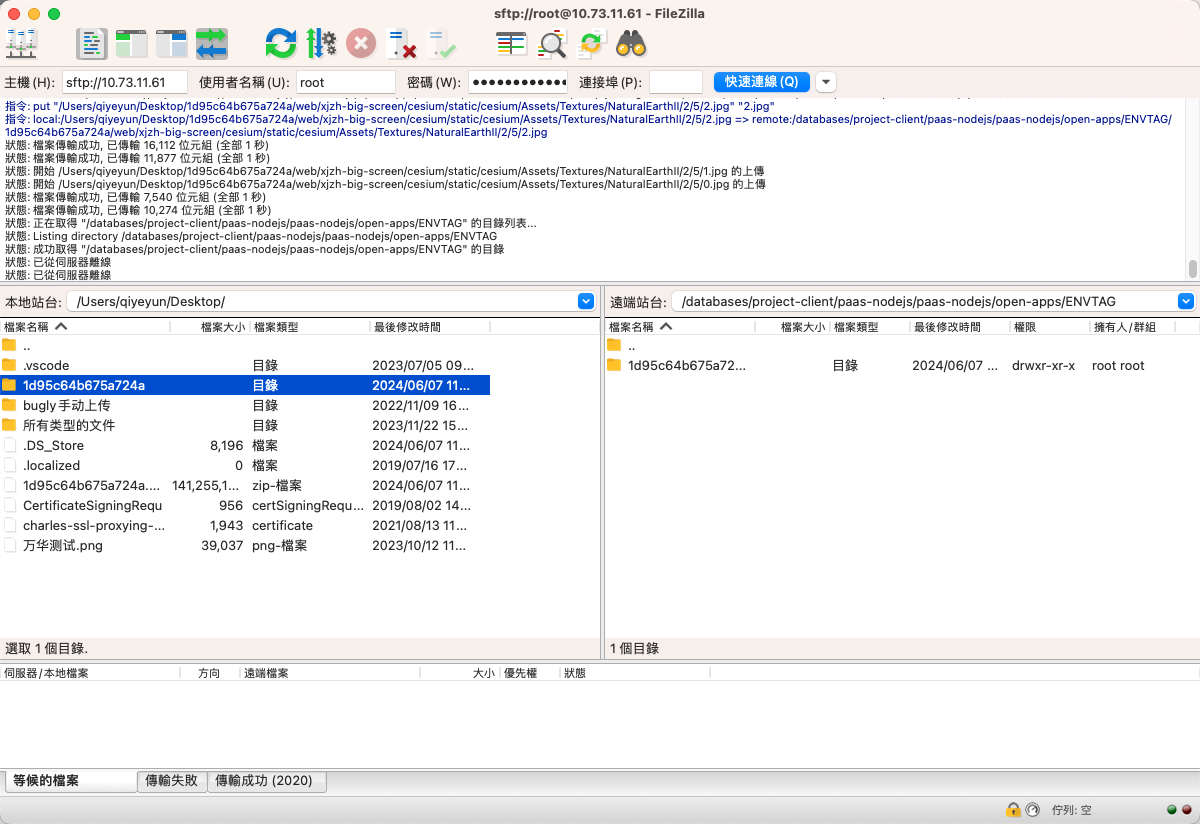 sftp://root@10.73.11.61 - FileZilla
主機(H): sftp://10.73.11.61 使用者名稱(U): root 密碼(W): ●●●●●●●●●●●● 連接埠(P): 快速連線(Q)
指令: put "/Users/qiyeyun/Desktop/1d95c64b675a724a/web/xjzh-big-screen/cesium/static/cesium/Assets/Textures/NaturalEarthII/2/5/2.jpg" "2.jpg"
指令: local:/Users/qiyeyun/Desktop/1d95c64b675a724a/web/xjzh-big-screen/cesium/static/cesium/Assets/Textures/NaturalEarthII/2/5/2.jpg => remote:/databases/project-client/paas-nodejs/paas-nodejs/open-apps/ENVTAG/
1d95c64b675a724a/web/xjzh-big-screen/cesium/static/cesium/Assets/Textures/NaturalEarthII/2/5/2.jpg
狀態: 檔案傳輸成功, 已傳輸 16,112 位元組 (全部 1 秒)
狀態: 檔案傳輸成功, 已傳輸 11,877 位元組 (全部 1 秒)
狀態: 開始 /Users/qiyeyun/Desktop/1d95c64b675a724a/web/xjzh-big-screen/cesium/static/cesium/Assets/Textures/NaturalEarthII/2/5/1.jpg 的上傳
狀態: 開始 /Users/qiyeyun/Desktop/1d95c64b675a724a/web/xjzh-big-screen/cesium/static/cesium/Assets/Textures/NaturalEarthII/2/5/0.jpg 的上傳
狀態: 檔案傳輸成功, 已傳輸 7,540 位元組 (全部 1 秒)
狀態: 檔案傳輸成功, 已傳輸 10,274 位元組 (全部 1 秒)
狀態: 正在取得 "/databases/project-client/paas-nodejs/paas-nodejs/open-apps/ENVTAG" 的目錄列表...
狀態: Listing directory /databases/project-client/paas-nodejs/paas-nodejs/open-apps/ENVTAG
狀態: 成功取得 "/databases/project-client/paas-nodejs/paas-nodejs/open-apps/ENVTAG" 的目錄
狀態: 已從伺服器離線
狀態: 已從伺服器離線
本地站台: /Users/qiyeyun/Desktop/
檔案名稱 檔案大小 檔案類型 最後修改時間
..
.vscode 目錄 2023/07/05 09...
1d95c64b675a724a 目錄 2024/06/07 11...
bugly手动上传 目錄 2022/11/09 16...
所有类型的文件 目錄 2023/11/22 15...
.DS_Store 8,196 檔案 2024/06/07 11...
.localized 0 檔案 2019/07/16 17...
1d95c64b675a724a.... 141,255,1... zip-檔案 2024/06/07 11...
CertificateSigningRequ 956 certSigningRequ... 2019/08/02 14...
charles-ssl-proxying-... 1,943 certificate 2021/08/13 11...
万华测试.png 39,037 png-檔案 2023/10/12 11...
選取 1 個目錄.
遠端站台: /databases/project-client/paas-nodejs/paas-nodejs/open-apps/ENVTAG
檔案名稱 檔案大小 檔案類型 最後修改時間 權限 擁有人/群組
..
1d95c64b675a72... 目錄 2024/06/07 ... drwxr-xr-x root root
1 個目錄
伺服器/本地檔案 方向 遠端檔案 大小 優先權 狀態
等候的檔案 傳輸失敗 傳輸成功 (2020)
佇列: 空